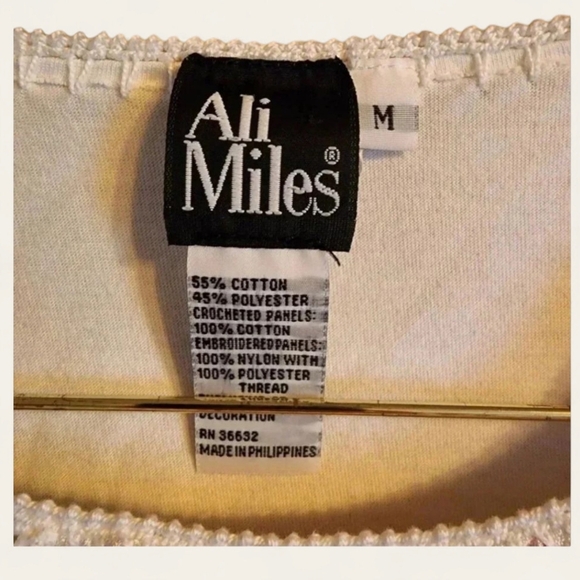 Ali
Miles®
M
55% COTTON
45% POLYESTER
CROCHETED PANELS:
100% COTTON
EMBROIDERED PANELS:
100% NYLON WITH
100% POLYESTER
THREAD
DECORATION
RN 36632
MADE IN PHILIPPINES